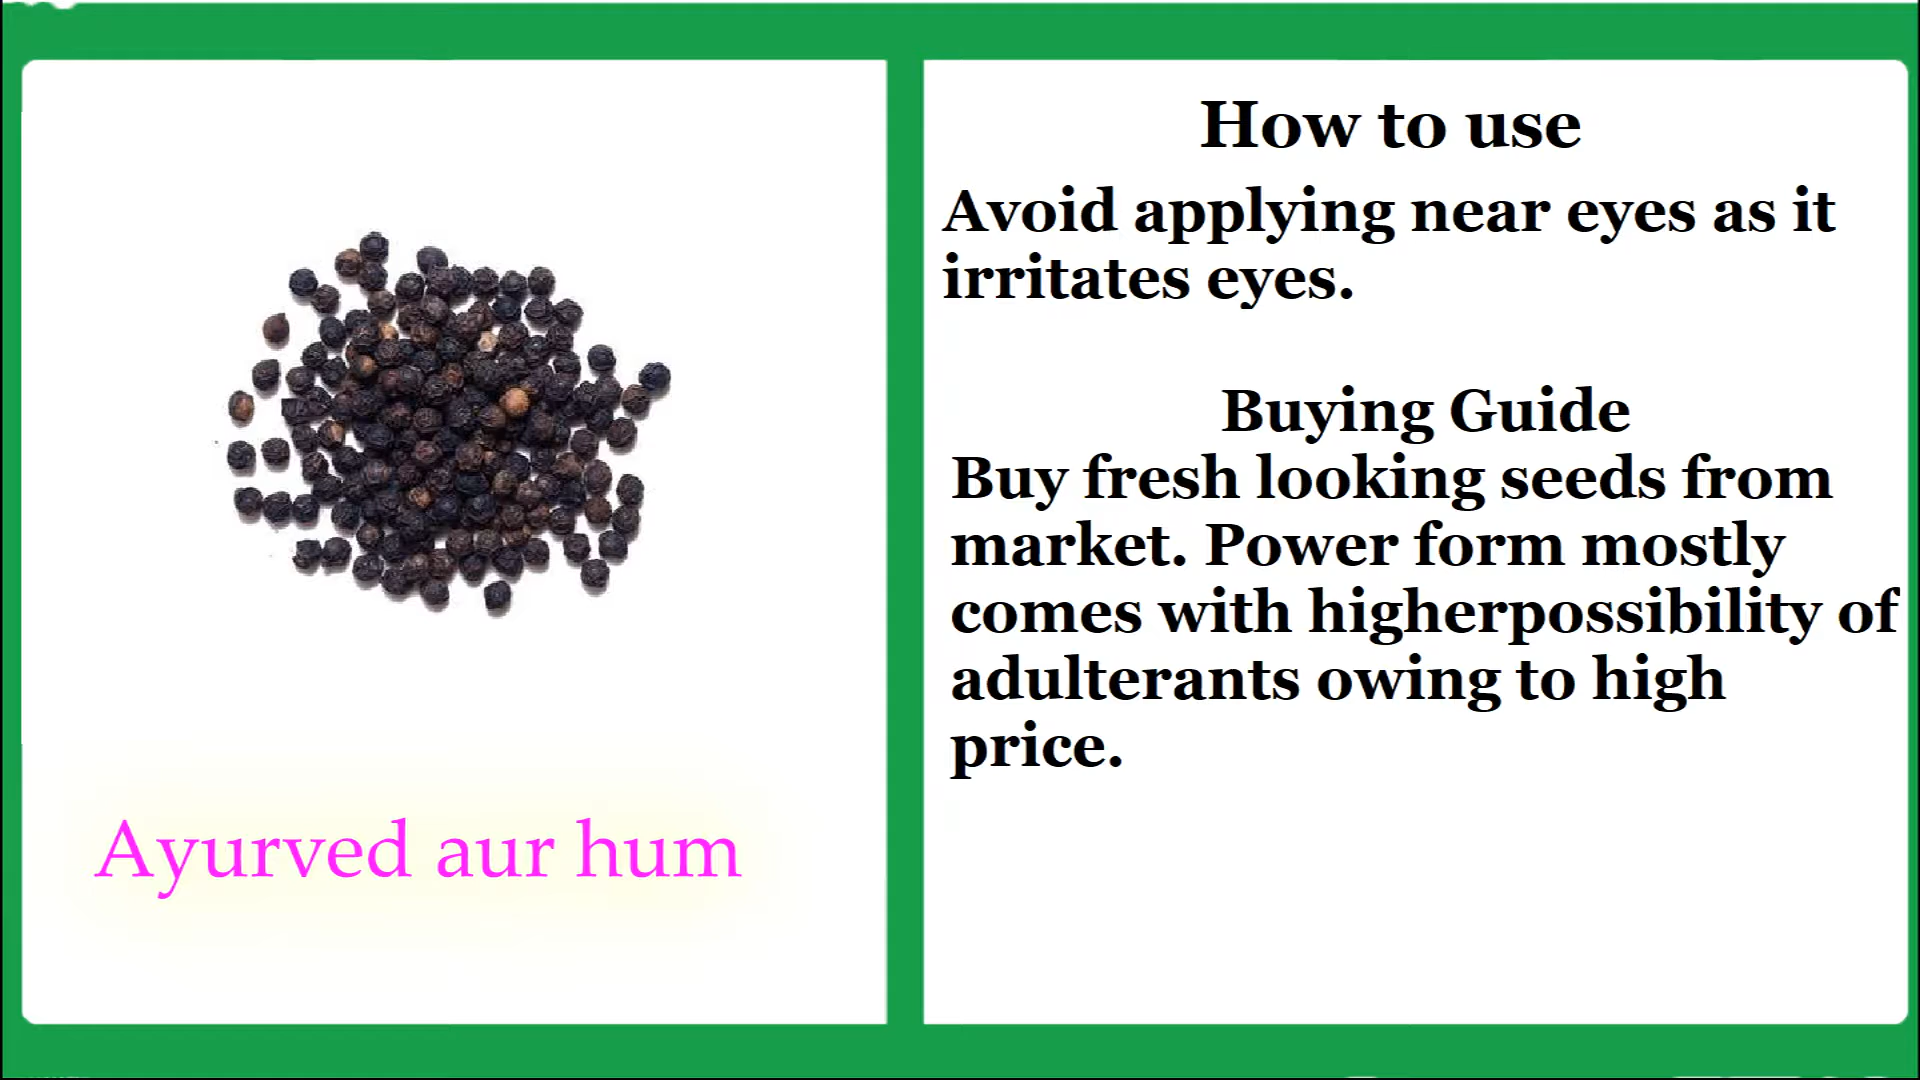 How to use
Avoid applying near eyes as it
irritates eyes.
Buying Guide
Buy fresh looking seeds from
market. Power form mostly
comes with higherpossibility of
adulterants owing to high
price.
Ayurved aur hum